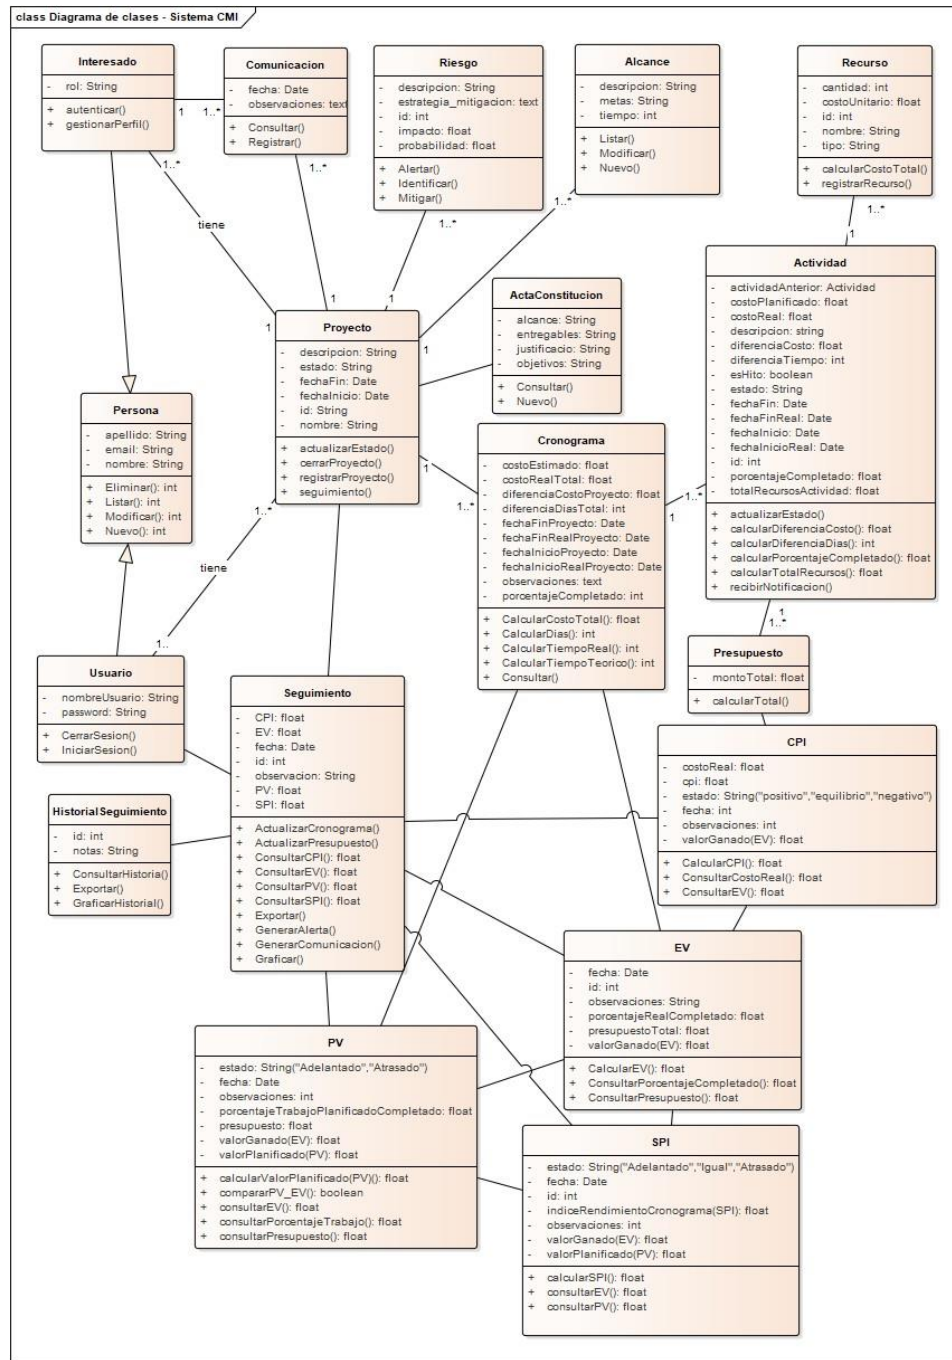 class Diagrama de clases - Sistema CMI
Interesado
- rol: String
+ autenticar()
+ gestionarPerfil()
1
1..*
Comunicacion
- fecha: Date
- observaciones: text
+ Consultar()
+ Registrar()
Riesgo
- descripcion: String
- estrategia_mitigacion: text
- id: int
- impacto: float
- probabilidad: float
+ Alertar()
+ Identificar()
+ Mitigar()
Alcance
- descripcion: String
- metas: String
- tiempo: int
+ Listar()
+ Modificar()
+ Nuevo()
Recurso
- cantidad: int
- costoUnitario: float
- id: int
- nombre: String
- tipo: String
+ calcularCostoTotal()
+ registrarRecurso()
1..*
1..*
1..*
1..*
1..*
tiene
1
1
1
1
1
Actividad
- actividadAnterior: Actividad
- costoPlanificado: float
- costoReal: float
- descripcion: string
- diferenciaCosto: float
- diferenciaTiempo: int
- esHito: boolean
- estado: String
- fechaFin: Date
- fechaFinReal: Date
- fechaInicio: Date
- fechaInicioReal: Date
- id: int
- porcentajeCompletado: float
- totalRecursosActividad: float
+ actualizarEstado()
+ calcularDiferenciaCosto(): float
+ calcularDiferenciaDias(): int
+ calcularPorcentajeCompletado(): float
+ calcularTotalRecursos(): float
+ recibirNotificacion()
ActaConstitucion
- alcance: String
- entregables: String
- justificacio: String
- objetivos: String
+ Consultar()
+ Nuevo()
Proyecto
- descripcion: String
- estado: String
- fechaFin: Date
- fechaInicio: Date
- id: String
- nombre: String
+ actualizarEstado()
+ cerrarProyecto()
+ registrarProyecto()
+ seguimiento()
Persona
- apellido: String
- email: String
- nombre: String
+ Eliminar(): int
+ Listar(): int
+ Modificar(): int
+ Nuevo(): int
Cronograma
- costoEstimado: float
- costoRealTotal: float
- diferenciaCostoProyecto: float
- diferenciaDiasTotal: int
- fechaFinProyecto: Date
- fechaFinRealProyecto: Date
- fechaInicioProyecto: Date
- fechaInicioRealProyecto: Date
- observaciones: text
- porcentajeCompletado: int
+ CalcularCostoTotal(): float
+ CalcularDias(): int
+ CalcularTiempoReal(): int
+ CalcularTiempoTeorico(): int
+ Consultar()
1
1..*
1..*
1
1..*
tiene
1..
1
1..*
Presupuesto
- montoTotal: float
+ calcularTotal()
Usuario
- nombreUsuario: String
- password: String
+ CerrarSesion()
+ IniciarSesion()
Seguimiento
- CPI: float
- EV: float
- fecha: Date
- id: int
- observacion: String
- PV: float
- SPI: float
+ ActualizarCronograma()
+ ActualizarPresupuesto()
+ ConsultarCPI(): float
+ ConsultarEV(): float
+ ConsultarPV(): float
+ ConsultarSPI(): float
+ Exportar()
+ GenerarAlerta()
+ GenerarComunicacion()
+ Graficar()
CPI
- costoReal: float
- cpi: float
- estado: String("positivo","equilibrio","negativo")
- fecha: int
- observaciones: int
- valorGanado(EV): float
+ CalcularCPI(): float
+ ConsultarCostoReal(): float
+ ConsultarEV(): float
HistorialSeguimiento
- id: int
- notas: String
+ ConsultarHistoria()
+ Exportar()
+ GraficarHistorial()
EV
- fecha: Date
- id: int
- observaciones: String
- porcentajeRealCompletado: float
- presupuestoTotal: float
- valorGanado(EV): float
+ CalcularEV(): float
+ ConsultarPorcentajeCompletado(): float
+ ConsultarPresupuesto(): float
PV
- estado: String("Adelantado","Atrasado")
- fecha: Date
- observaciones: int
- porcentajeTrabajoPlanificadoCompletado: float
- presupuesto: float
- valorGanado(EV): float
- valorPlanificado(PV): float
+ calcularValorPlanificado(PV)(): float
+ compararPV_EV(): boolean
+ consultarEV(): float
+ consultarPorcentajeTrabajo(): float
+ consultarPresupuesto(): float
SPI
- estado: String("Adelantado","Igual","Atrasado")
- fecha: Date
- id: int
- indiceRendimientoCronograma(SPI): float
- observaciones: int
- valorGanado(EV): float
- valorPlanificado(PV): float
+ calcularSPI(): float
+ consultarEV(): float
+ consultarPV(): float